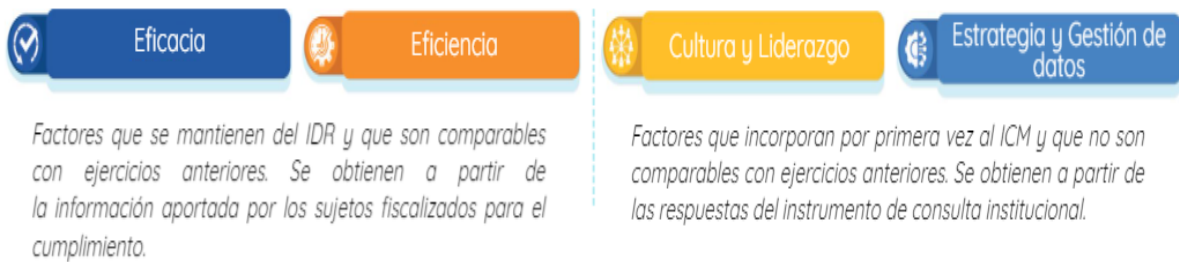 Eficacia
Eficiencia
Factores que se mantienen del IDR y que son comparables
con ejercicios anteriores. Se obtienen a partir de
la información aportada por los sujetos fiscalizados para el
cumplimiento.
Cultura y Liderazgo
Estrategia y Gestión de
datos
Factores que incorporan por primera vez al ICM y que no son
comparables con ejercicios anteriores. Se obtienen a partir de
las respuestas del instrumento de consulta institucional.